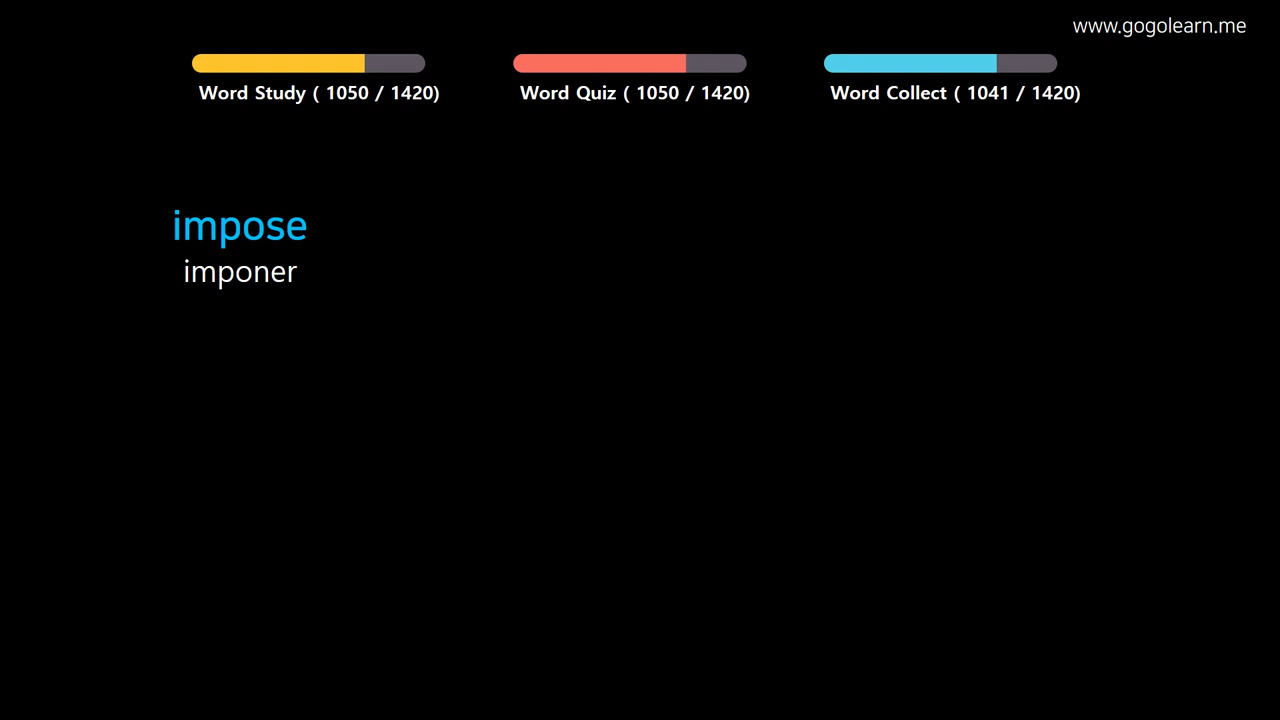 www.gogolearn.me
Word Study ( 1050 / 1420)
Word Quiz ( 1050 / 1420)
Word Collect ( 1041 / 1420)
impose
imponer